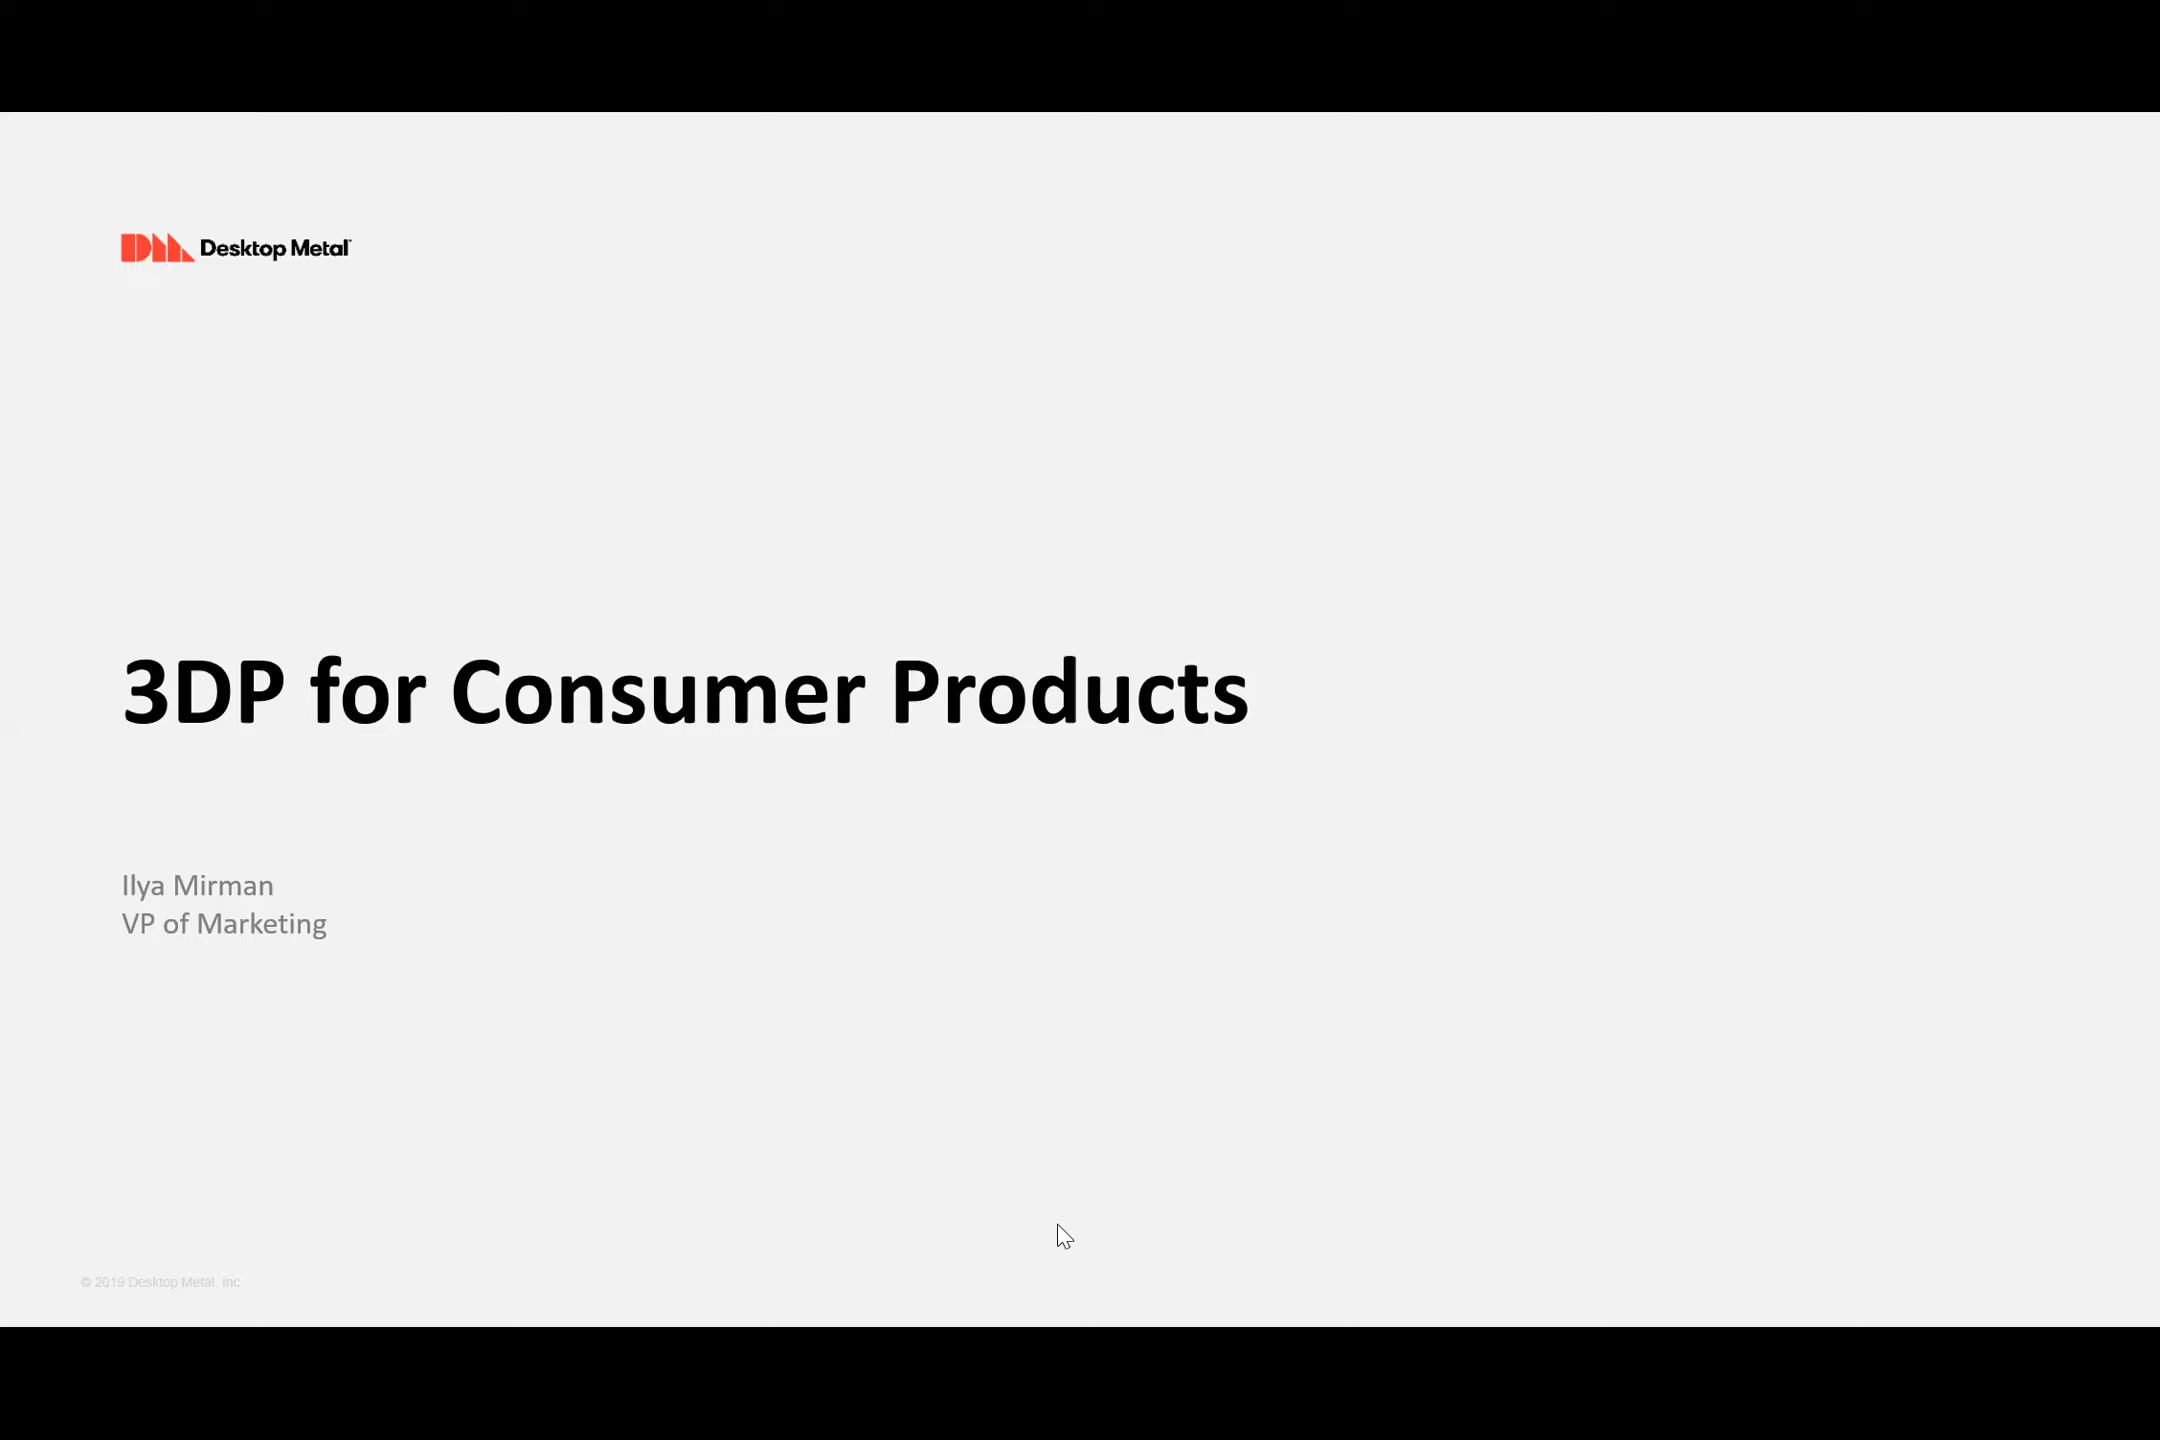 Desktop Metal
3DP for Consumer Products
Ilya Mirman
VP of Marketing
© 2019 Desktop Metal, Inc